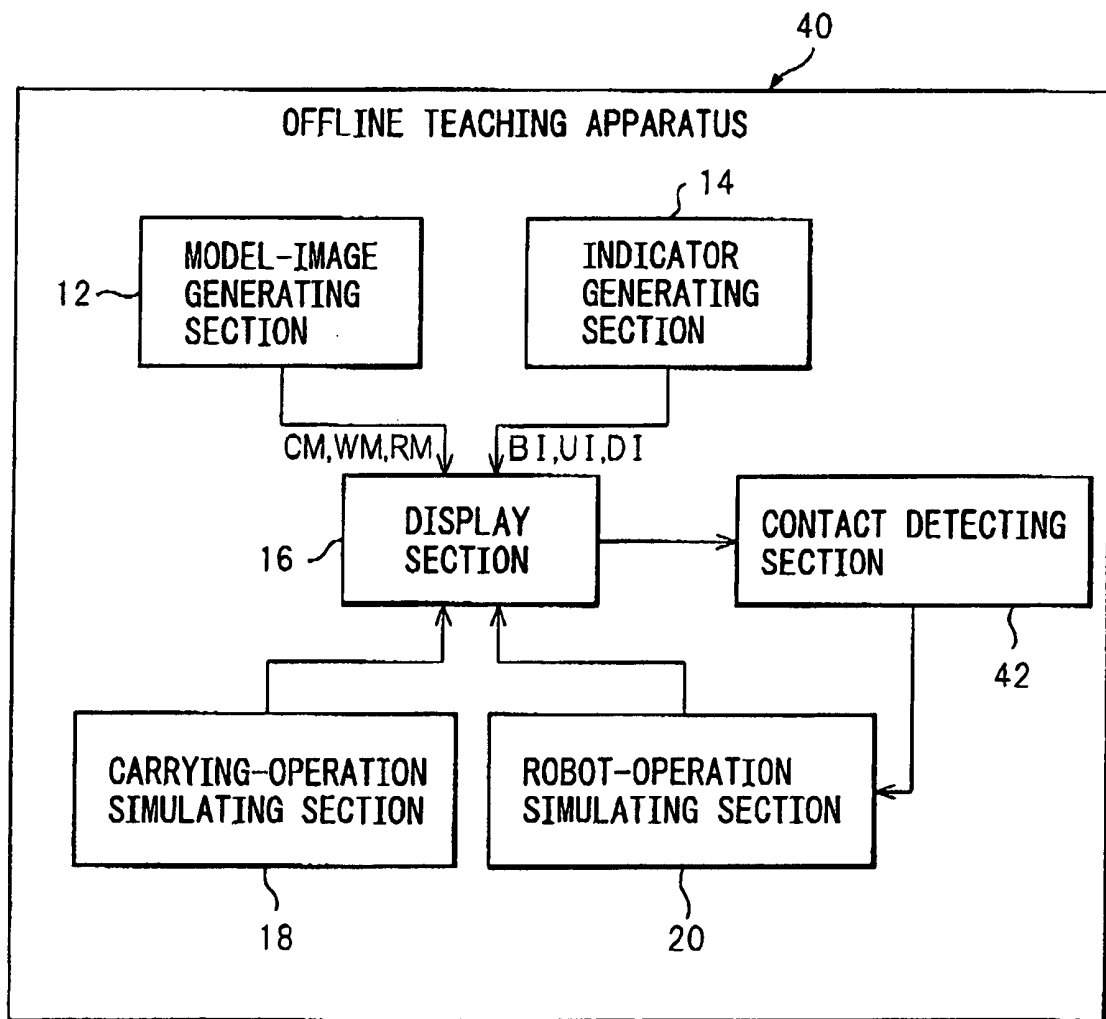 40
OFFLINE TEACHING APPARATUS
14
12
MODEL-IMAGE
GENERATING
SECTION
INDICATOR
GENERATING
SECTION
CM,WM,RM
BI,UI,DI
16
DISPLAY
SECTION
CONTACT DETECTING
SECTION
42
CARRYING-OPERATION
SIMULATING SECTION
ROBOT-OPERATION
SIMULATING SECTION
18
20